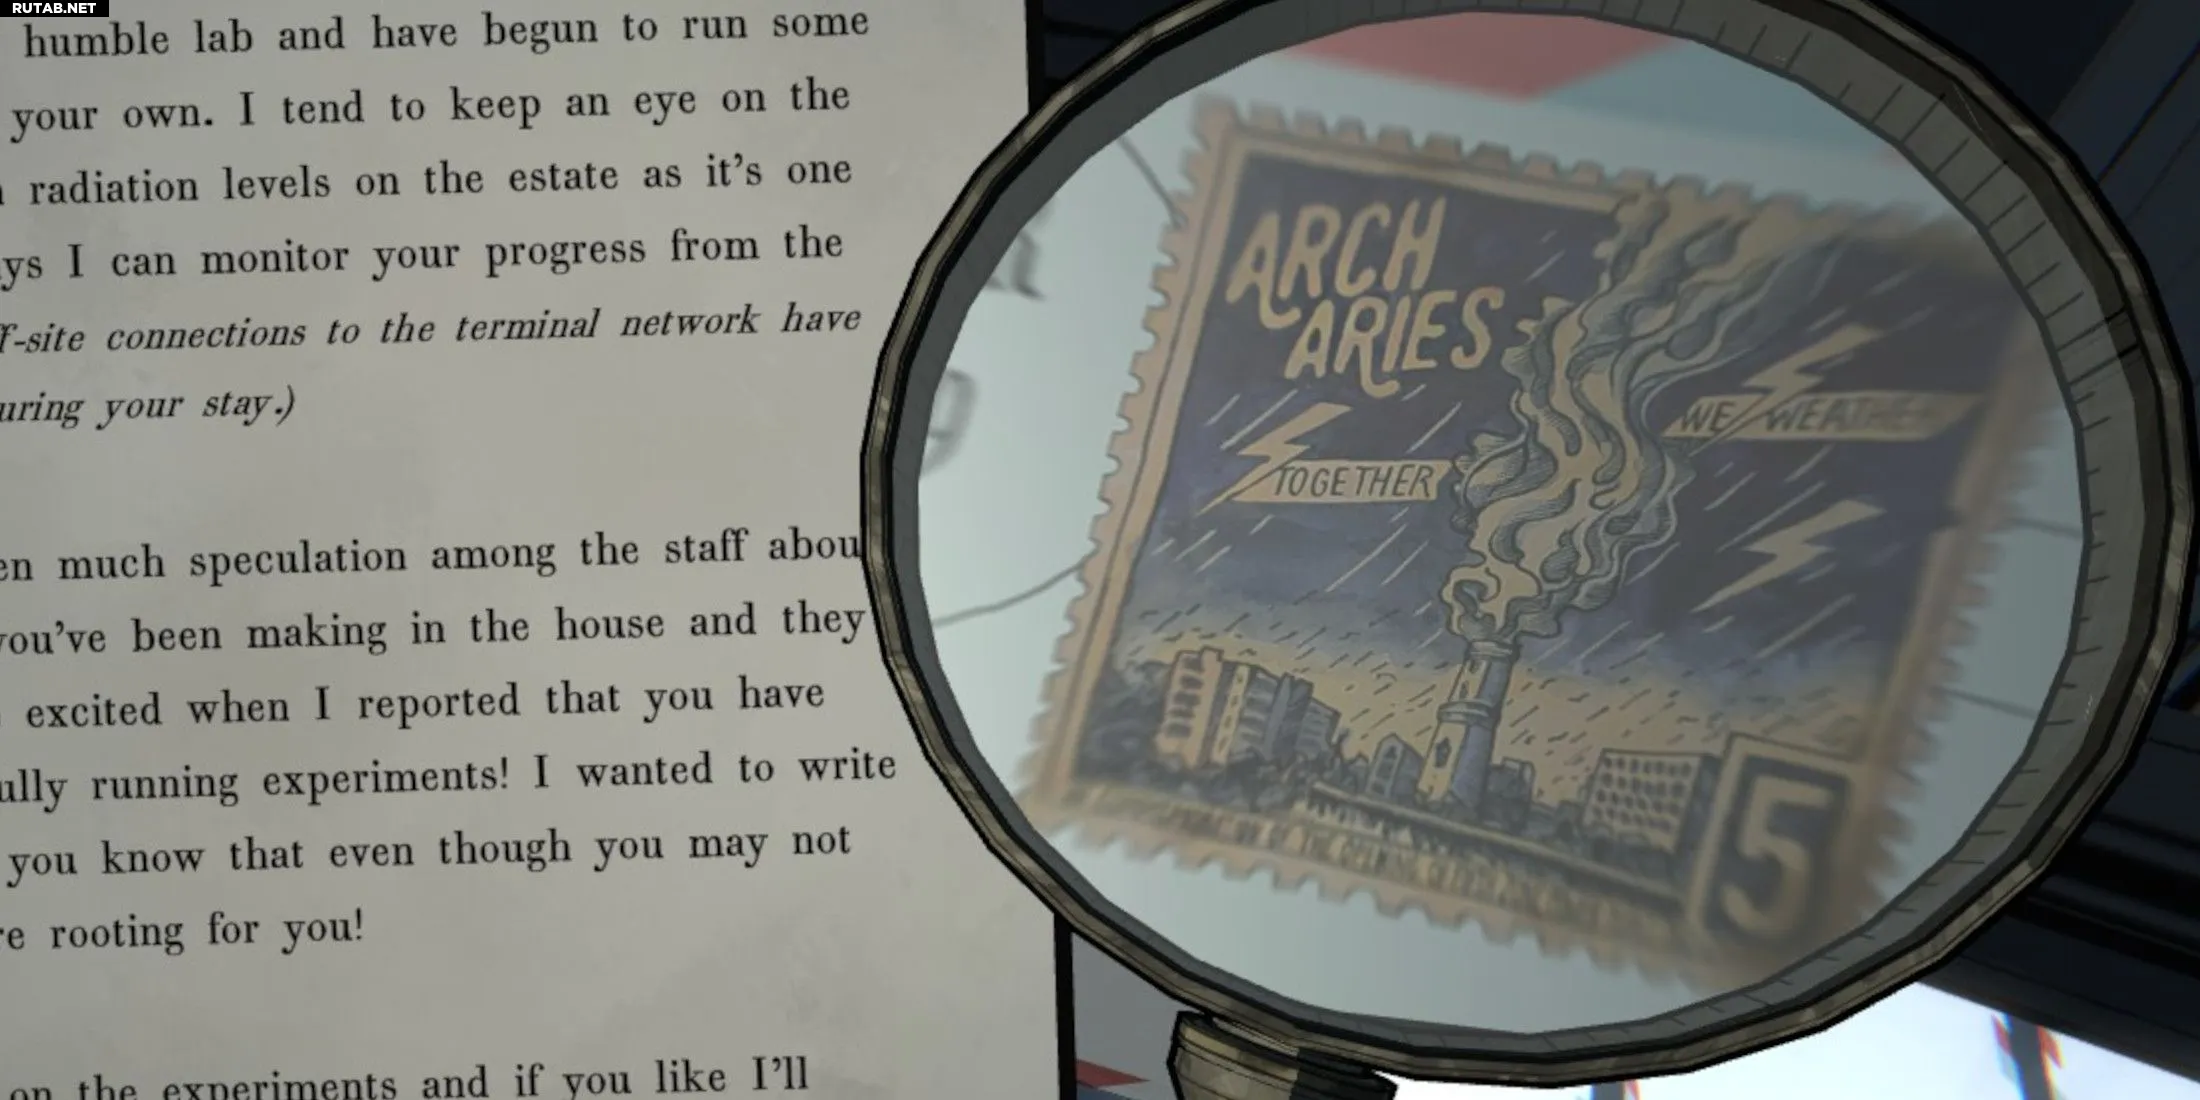 RUTAB.NET
humble lab and have begun to run some
your own. I tend to keep an eye on the
radiation levels on the estate as it's one
ys I can monitor your progress from the
f-site connections to the terminal network have
uring your stay.)
en much speculation among the staff abou
you've been making in the house and they
excited when I reported that you have
ully running experiments! I wanted to write
you know that even though you may not
re rooting for you!
on the experiments and if you like I'll
ARCH
ARIES
WE WEATHER
TOGETHER
5